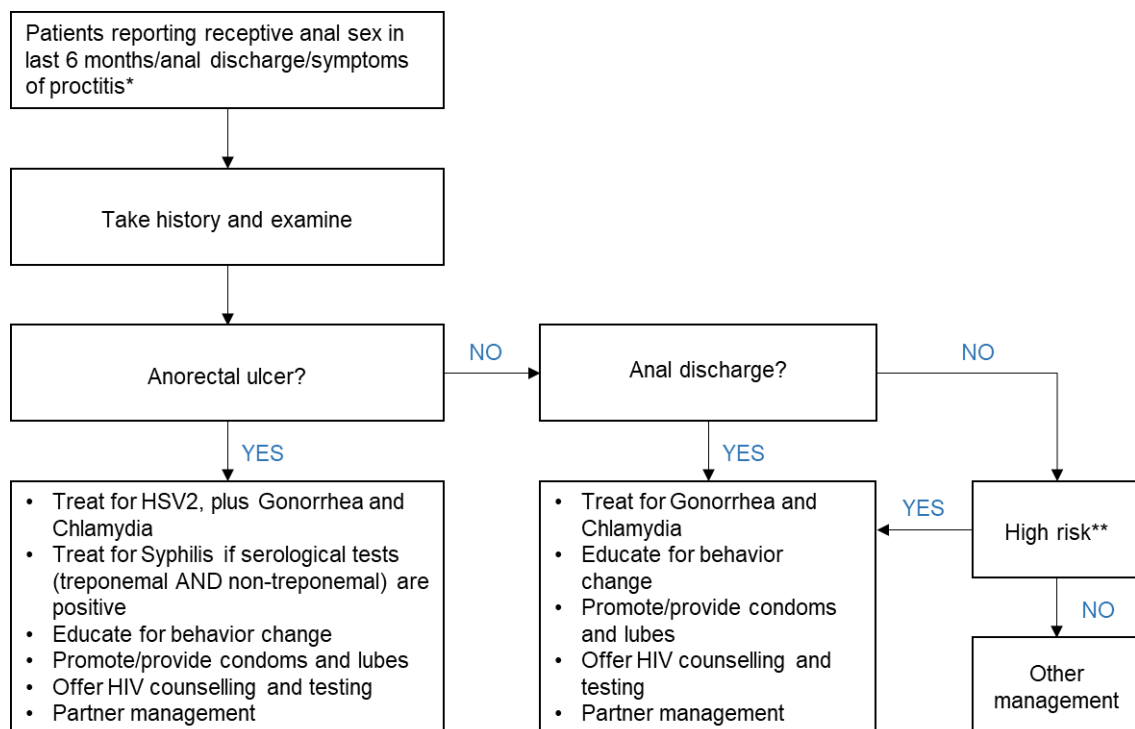 Patients reporting receptive anal sex in
last 6 months/anal discharge/symptoms
of proctitis*
Take history and examine
Anorectal ulcer?
NO
Anal discharge?
NO
YES
YES
• Treat for HSV2, plus Gonorrhea and
Chlamydia
• Treat for Syphilis if serological tests
(treponemal AND non-treponemal) are
positive
• Educate for behavior change
• Promote/provide condoms and lubes
• Offer HIV counselling and testing
• Partner management
• Treat for Gonorrhea and
Chlamydia
• Educate for behavior
change
• Promote/provide condoms
and lubes
• Offer HIV counselling and
testing
• Partner management
YES
High risk**
NO
Other
management